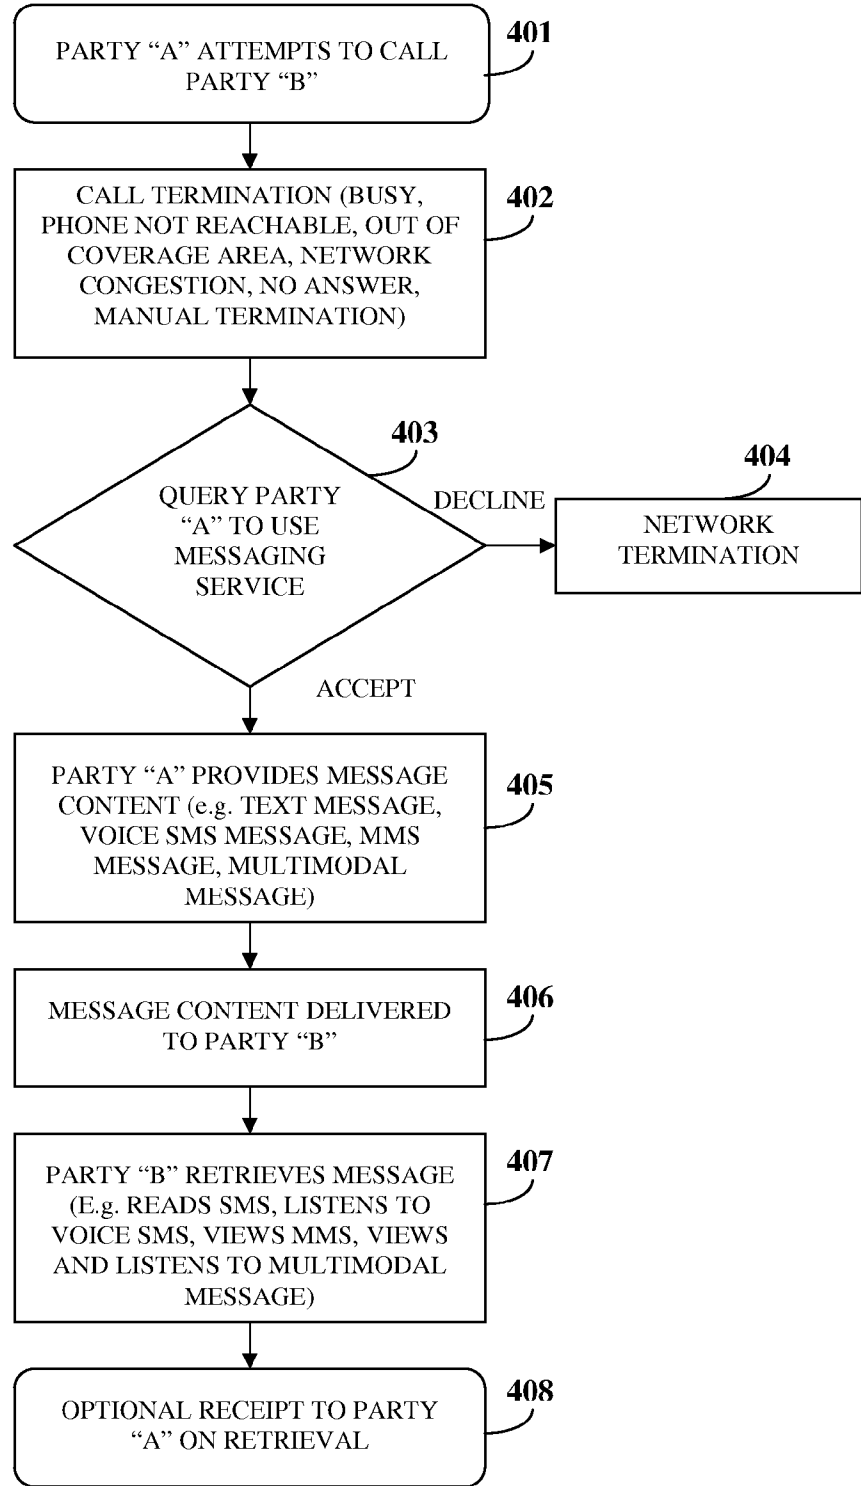 PARTY “A” ATTEMPTS TO CALL
PARTY “B”
401
CALL TERMINATION (BUSY,
PHONE NOT REACHABLE, OUT OF
COVERAGE AREA, NETWORK
CONGESTION, NO ANSWER,
MANUAL TERMINATION)
402
QUERY PARTY
“A” TO USE
MESSAGING
SERVICE
403
DECLINE
404
NETWORK
TERMINATION
ACCEPT
PARTY “A” PROVIDES MESSAGE
CONTENT (e.g. TEXT MESSAGE,
VOICE SMS MESSAGE, MMS
MESSAGE, MULTIMODAL
MESSAGE)
405
MESSAGE CONTENT DELIVERED
TO PARTY “B”
406
PARTY “B” RETRIEVES MESSAGE
(E.g. READS SMS, LISTENS TO
VOICE SMS, VIEWS MMS, VIEWS
AND LISTENS TO MULTIMODAL
MESSAGE)
407
OPTIONAL RECEIPT TO PARTY
“A” ON RETRIEVAL
408